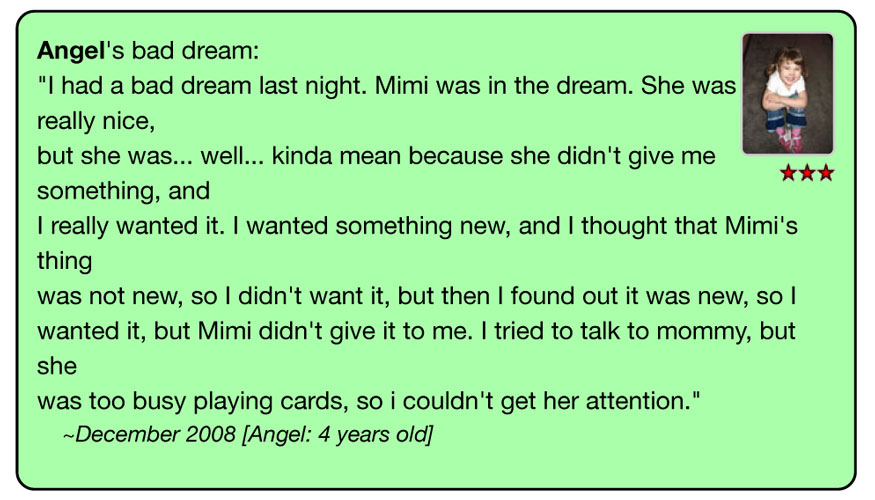 Angel's bad dream:
"I had a bad dream last night. Mimi was in the dream. She was
really nice,
but she was... well... kinda mean because she didn't give me
something, and
I really wanted it. I wanted something new, and I thought that Mimi's
thing
was not new, so I didn't want it, but then I found out it was new, so I
wanted it, but Mimi didn't give it to me. I tried to talk to mommy, but
she
was too busy playing cards, so i couldn't get her attention."
~December 2008 [Angel: 4 years old]